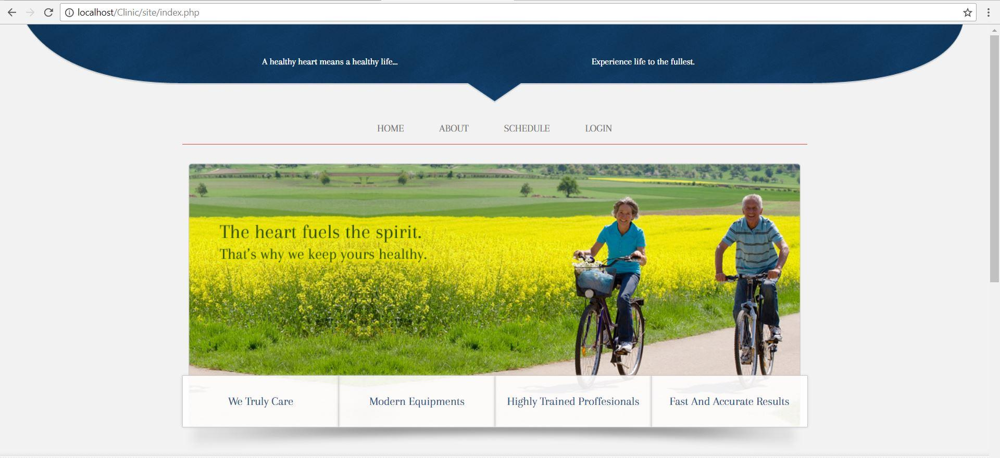 localhost/Clinic/site/index.php
A healthy heart means a healthy life...
Experience life to the fullest.
HOME ABOUT SCHEDULE LOGIN
The heart fuels the spirit.
That's why we keep yours healthy.
We Truly Care
Modern Equipments
Highly Trained Proffesionals
Fast And Accurate Results